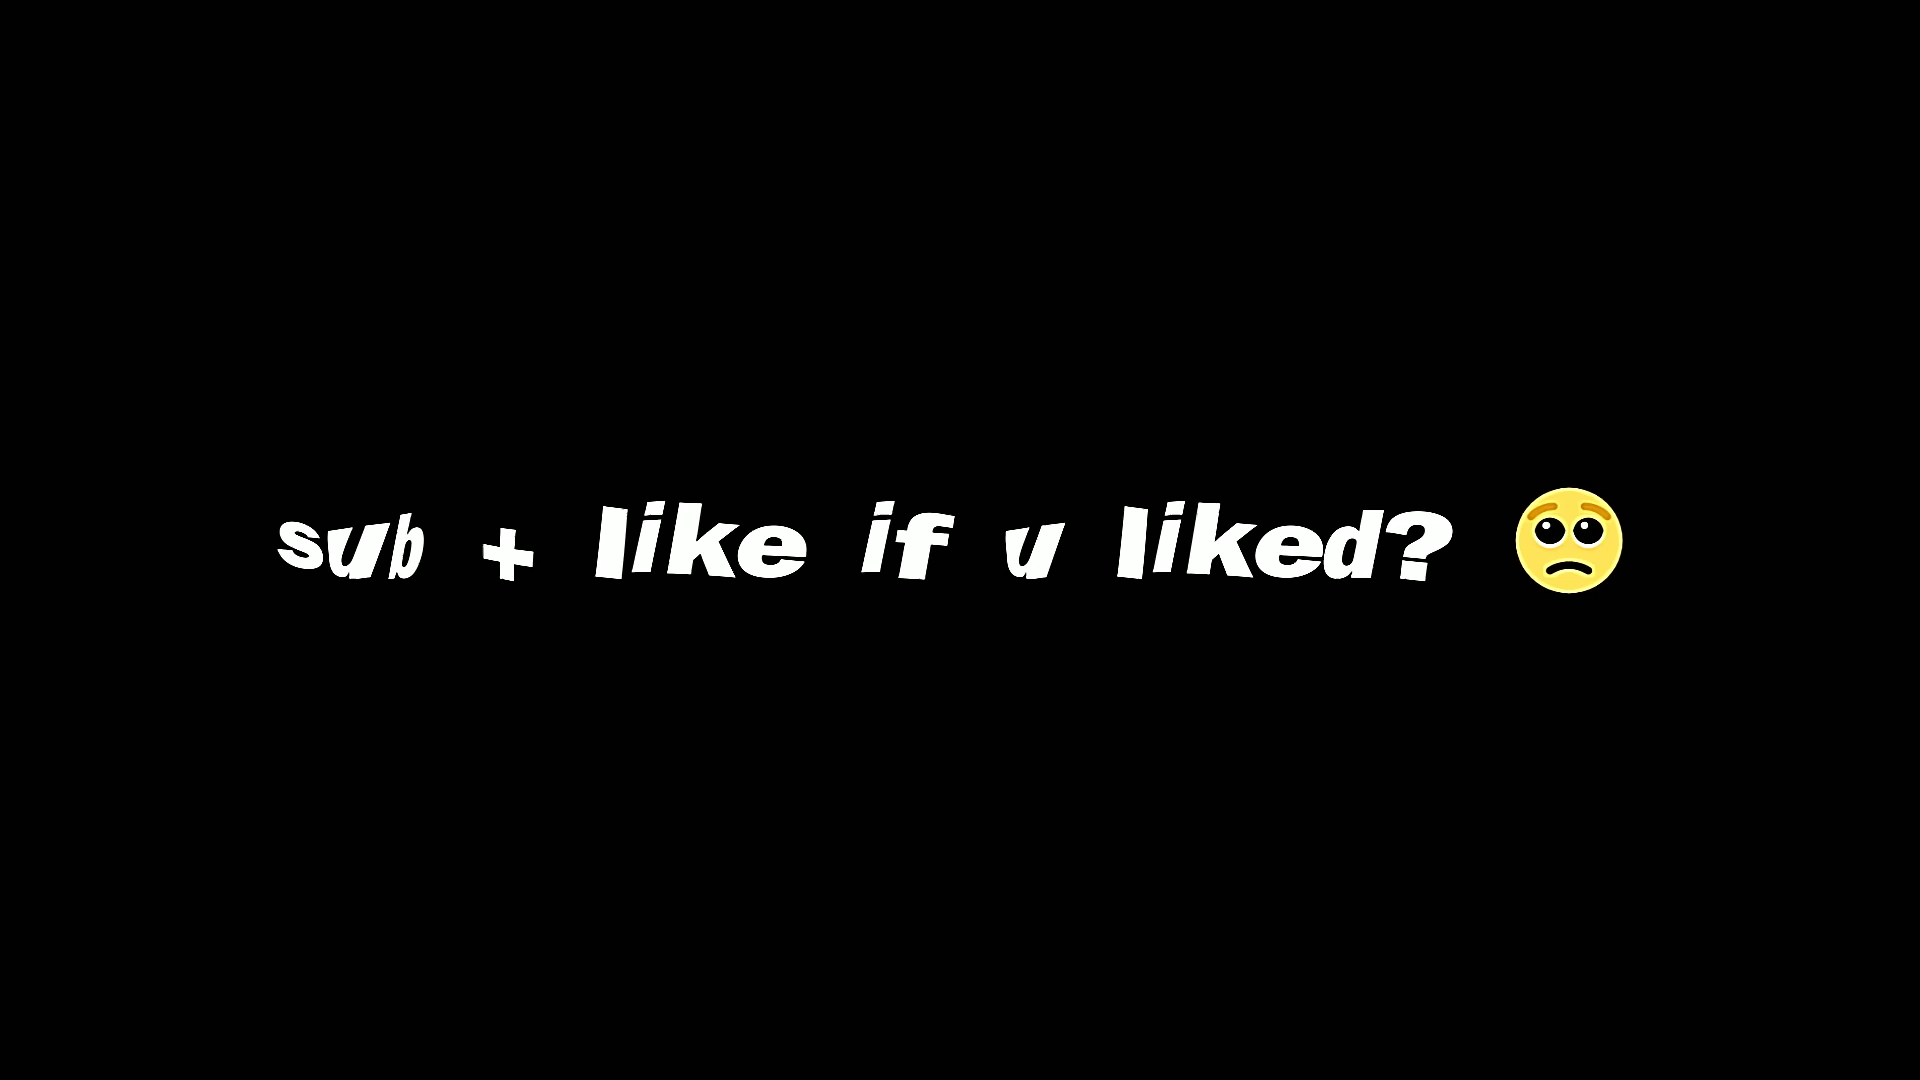 sub + like if u liked? 🥺